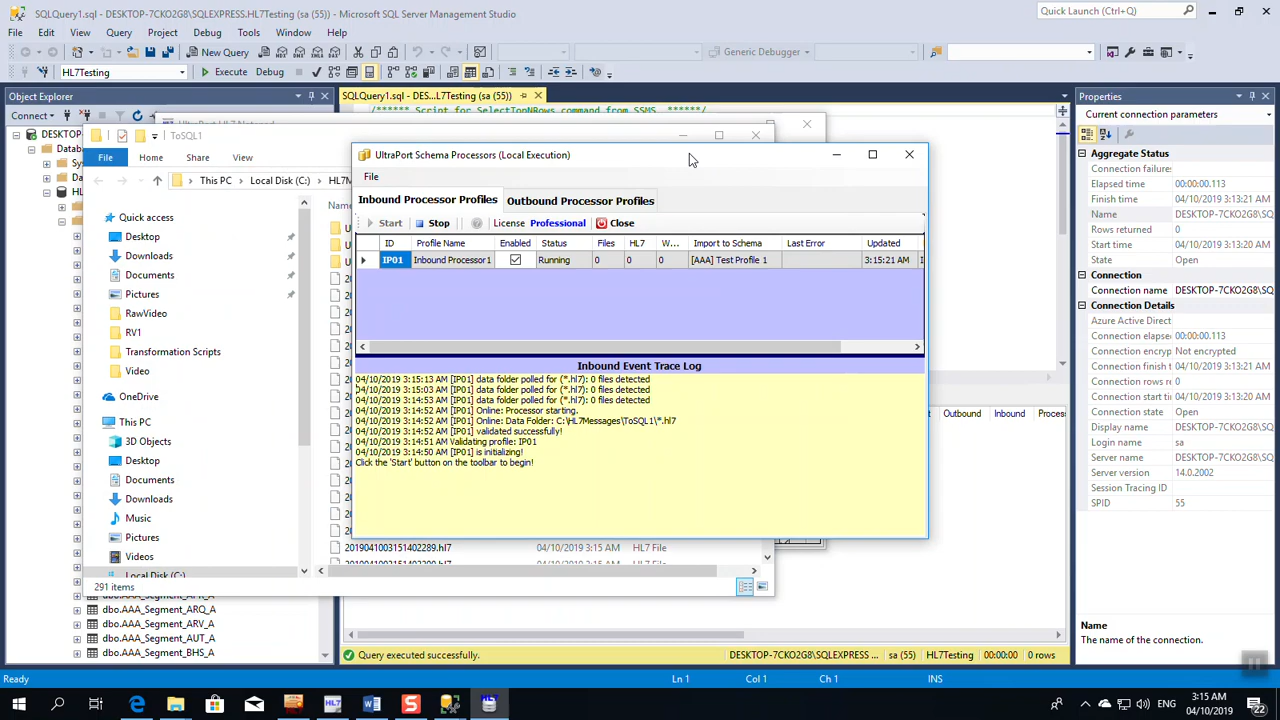 SQLQuery1.sql - DESKTOP-7CKO2G8\SQLEXPRESS.HL7Testing (sa (55)) - Microsoft SQL Server Management Studio
Quick Launch (Ctrl+Q)
File Edit View Query Project Debug Tools Window Help
New Query
Generic Debugger
HL7Testing
Execute Debug
Object Explorer
SQLQuery1.sql - DES...L7Testing (sa (55))
Properties
Connect
/****** Script for SelectTopNRows command from SSMS ******/
Current connection parameters
DESKTO
ToSQL1
Datab
Sy
HL
File Home Share View
This PC
Local Disk (C:)
HL7M
Quick access
Desktop
Downloads
Documents
Pictures
RawVideo
RV1
Transformation Scripts
Video
OneDrive
This PC
3D Objects
Desktop
Documents
Downloads
Music
Pictures
Videos
Local Disk (C:)
291 items
Nam
2019041003151402289.hl7 04/10/2019 3:15 AM HL7 File
UltraPort Schema Processors (Local Execution)
File
Inbound Processor Profiles
Outbound Processor Profiles
Start Stop License Professional Close
ID Profile Name Enabled Status Files HL7 W... Import to Schema Last Error Updated
IP01 Inbound Processor1 Running 0 0 0 [AAA] Test Profile 1 3:15:21 AM
Inbound Event Trace Log
04/10/2019 3:15:13 AM [IP01] data folder polled for (*.hl7): 0 files detected
04/10/2019 3:15:03 AM [IP01] data folder polled for (*.hl7): 0 files detected
04/10/2019 3:14:53 AM [IP01] data folder polled for (*.hl7): 0 files detected
04/10/2019 3:14:52 AM [IP01] Online: Processor starting.
04/10/2019 3:14:52 AM [IP01] Online: Data Folder: C:\HL7Messages\ToSQL1\*.hl7
04/10/2019 3:14:52 AM [IP01] validated successfully!
04/10/2019 3:14:51 AM Validating profile: IP01
04/10/2019 3:14:50 AM [IP01] is initializing!
Click the 'Start' button on the toolbar to begin!
Outbound Inbound Process
Aggregate Status
Connection failures
Elapsed time 00:00:00.113
Finish time 04/10/2019 3:13:20 AM
Name DESKTOP-7CKO2G8\S
Rows returned 0
Start time 04/10/2019 3:13:20 AM
State Open
Connection
Connection name DESKTOP-7CKO2G8\S
Connection Details
Azure Active Direct
Connection elapse 00:00:00.113
Connection encryp Not encrypted
Connection finish t 04/10/2019 3:13:20 AM
Connection rows r 0
Connection start tim 04/10/2019 3:13:20 AM
Connection state Open
Display name DESKTOP-7CKO2G8\S
Login name sa
Server name DESKTOP-7CKO2G8\S
Server version 14.0.2002
Session Tracing ID
SPID 55
Name
The name of the connection.
dbo.AAA_Segment_ARQ_A
dbo.AAA_Segment_ARV_A
dbo.AAA_Segment_AUT_A
dbo.AAA_Segment_BHS_A
Query executed successfully.
DESKTOP-7CKO2G8\SQLEXPRESS ... sa (55) HL7Testing 00:00:00 0 rows
Ready Ln 1 Col 1 Ch 1 INS
ENG
3:15 AM
04/10/2019
22